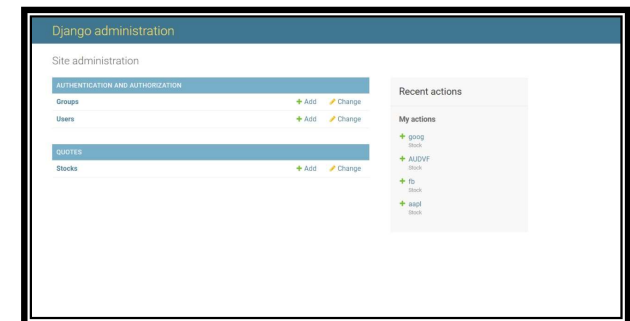 Django administration
Site administration
AUTHENTICATION AND AUTHORIZATION
Groups + Add Change
Users + Add Change
QUOTES
Stocks + Add Change
Recent actions
My actions
+ goog
Stock
+ AUDVF
Stock
+ fb
Stock
+ aapl
Stock